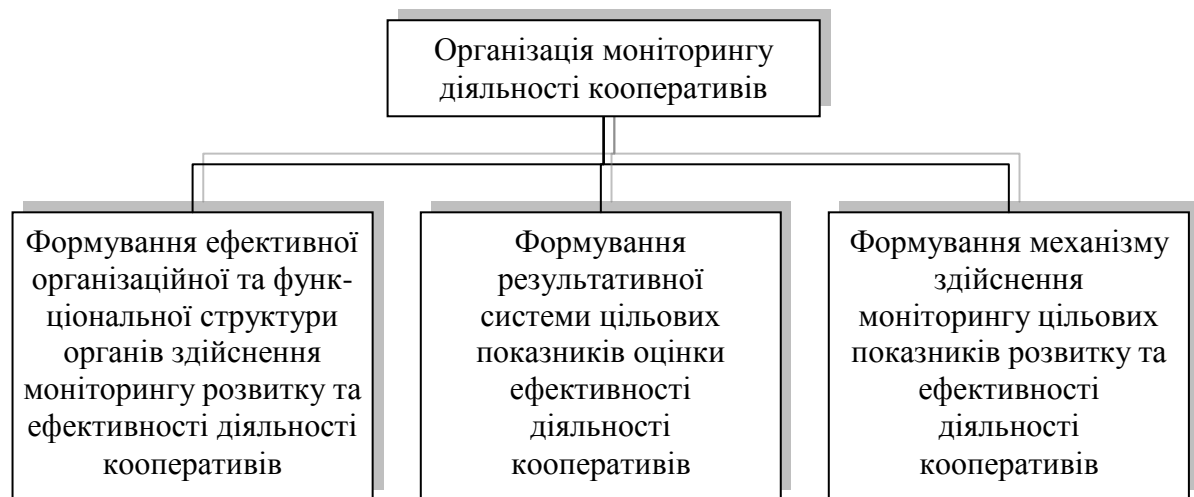 Організація моніторингу
діяльності кооперативів
Формування ефективної
організаційної та функ-
ціональної структури
органів здійснення
моніторингу розвитку та
ефективності діяльності
кооперативів
Формування
результативної
системи цільових
показників оцінки
ефективності
діяльності
кооперативів
Формування механізму
здійснення
моніторингу цільових
показників розвитку та
ефективності
діяльності
кооперативів